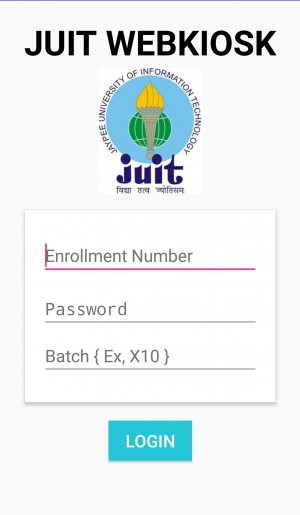 JUIT WEBKIOSK
JAYPEE UNIVERSITY OF INFORMATION TECHNOLOGY
juit
विद्या तत्व ज्योतिसमः
Enrollment Number
Password
Batch { Ex, X10 }
LOGIN